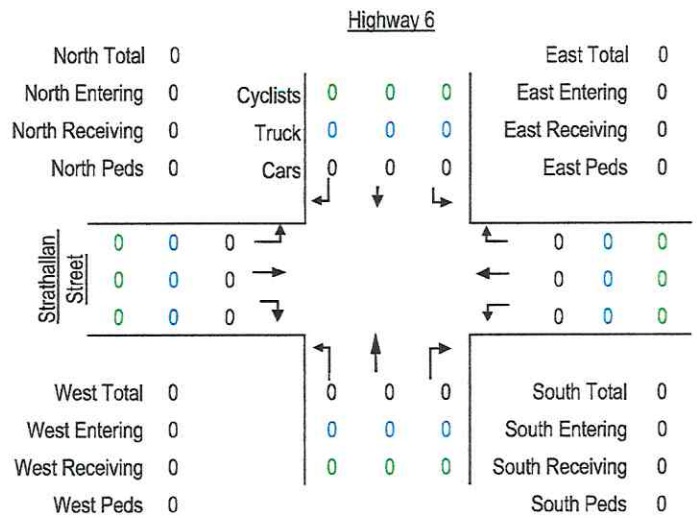 Highway 6
North Total 0
North Entering 0
North Receiving 0
North Peds 0
Cyclists 0 0 0
Truck 0 0 0
Cars 0 0 0
East Total 0
East Entering 0
East Receiving 0
East Peds 0
Strathallan
Street
0 0 0
0 0 0
0 0 0
0 0 0
0 0 0
0 0 0
West Total 0
West Entering 0
West Receiving 0
West Peds 0
0 0 0
0 0 0
0 0 0
South Total 0
South Entering 0
South Receiving 0
South Peds 0